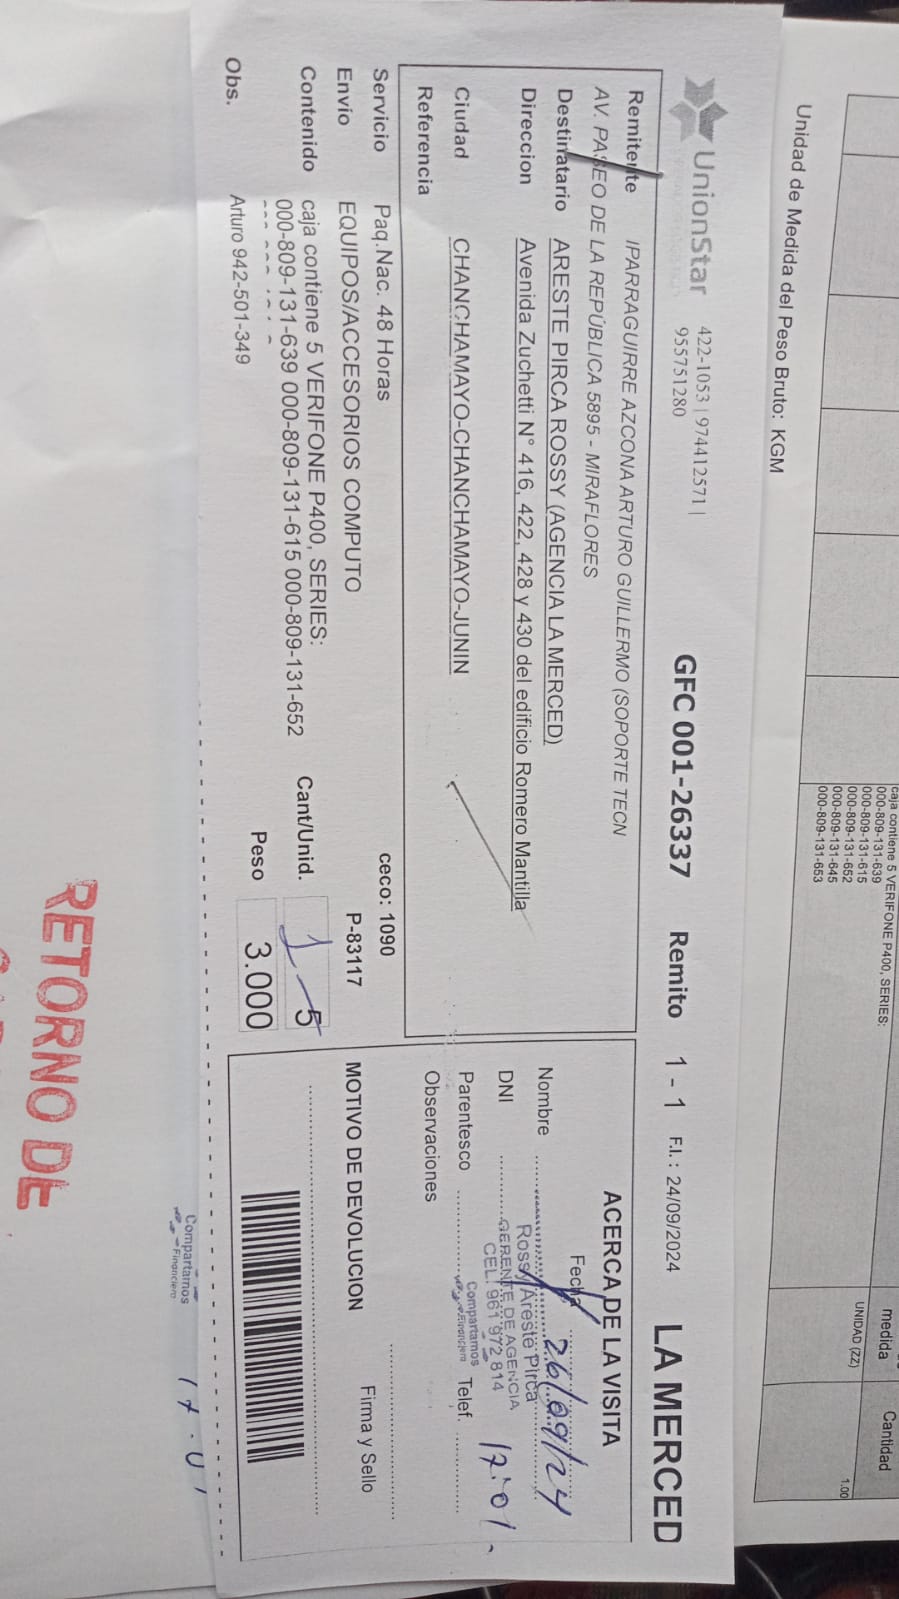 UnionStar
422-1053 | 974412571 |
955751280
GFC 001-26337 Remito 1 - 1 F.I. : 24/09/2024 LA MERCED
Remitente IPARRAGUIRRE AZCONA ARTURO GUILLERMO (SOPORTE TECN
AV. PASEO DE LA REPÚBLICA 5895 - MIRAFLORES
Destinatario ARESTE PIRCA ROSSY (AGENCIA LA MERCED)
Direccion Avenida Zuchetti N° 416, 422, 428 y 430 del edificio Romero Mantilla
Ciudad CHANCHAMAYO-CHANCHAMAYO-JUNIN
Referencia
Servicio Paq.Nac. 48 Horas ceco: 1090
Envío EQUIPOS/ACCESORIOS COMPUTO P-83117
Contenido caja contiene 5 VERIFONE P400, SERIES:
000-809-131-639 000-809-131-615 000-809-131-652
Cant/Unid. 1 - 5
Peso 3.000
Obs. Arturo 942-501-349
ACERCA DE LA VISITA
Fecha 26/09/24
Nombre
Rossy Areste Pirca
GERENTE DE AGENCIA
CEL. 961 972 814
Compartamos
Financiera
DNI
12:01
Parentesco Telef.
Observaciones
MOTIVO DE DEVOLUCION
Firma y Sello
Unidad de Medida del Peso Bruto: KGM
caja contiene 5 VERIFONE P400, SERIES:
000-809-131-639
000-809-131-615
000-809-131-652
000-809-131-645
000-809-131-653
medida
UNIDAD (ZZ)
Cantidad
1.00
Compartamos
Financiera
RETORNO DE